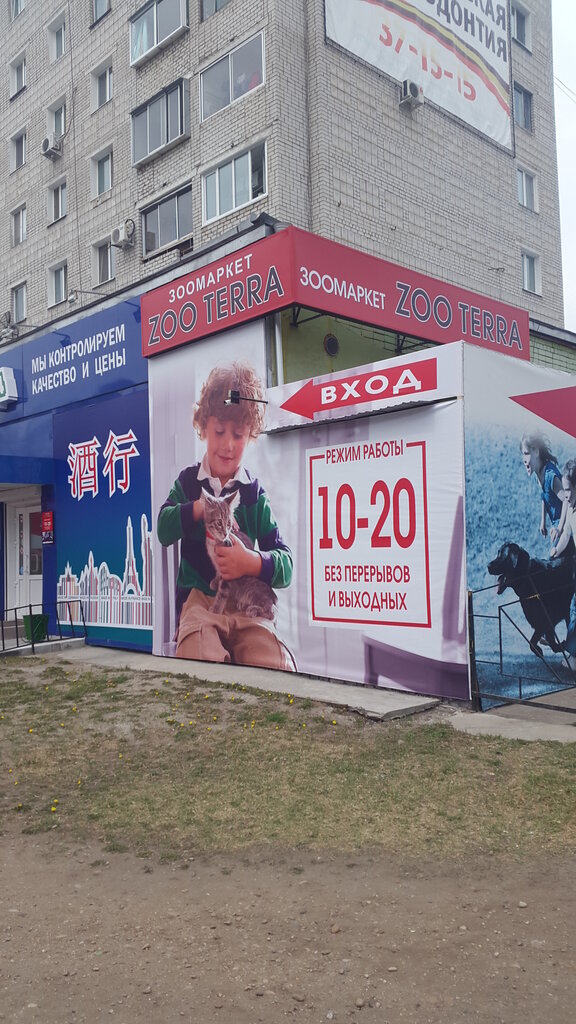 ОДОНТИЯ
37-15-15
ЗООМАРКЕТ
ZOO TERRA
ЗООМАРКЕТ ZOO TERRA
МЫ КОНТРОЛИРУЕМ
КАЧЕСТВО И ЦЕНЫ
酒行
ВХОД
РЕЖИМ РАБОТЫ
10-20
БЕЗ ПЕРЕРЫВОВ
И ВЫХОДНЫХ